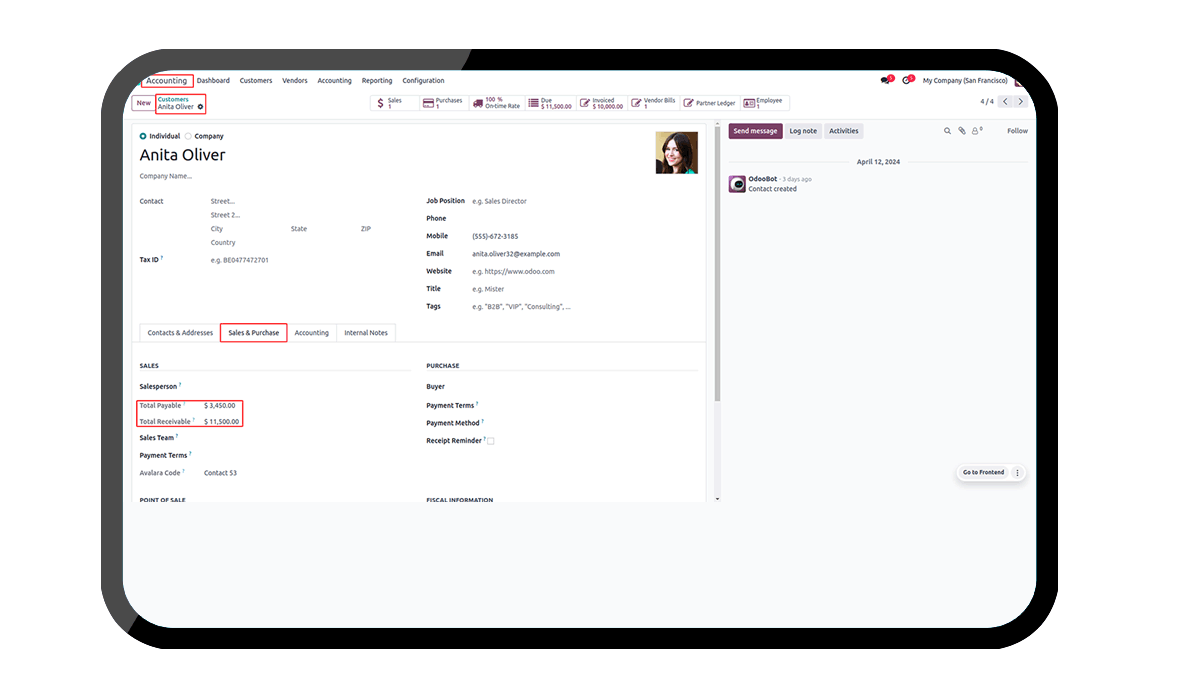 Accounting Dashboard Customers Vendors Accounting Reporting Configuration 1 1 My Company (San Francisco)
New Customers
Anita Oliver
Sales
1
Purchases
1
100 %
On-time Rate
Due
$ 11,500.00
Invoiced
$ 10,000.00
Vendor Bills
1
Partner Ledger
Employee
1
4 / 4
Individual Company
Anita Oliver
Company Name...
Contact Street...
Street 2...
City State ZIP
Country
Tax ID ? e.g. BE0477472701
Job Position e.g. Sales Director
Phone
Mobile (555)-672-3185
Email anita.oliver32@example.com
Website e.g. https://www.odoo.com
Title e.g. Mister
Tags e.g. "B2B", "VIP", "Consulting", ...
Contacts & Addresses Sales & Purchase Accounting Internal Notes
SALES
Salesperson ?
Total Payable ? $ 3,450.00
Total Receivable ? $ 11,500.00
Sales Team ?
Payment Terms ?
Avalara Code ? Contact 53
PURCHASE
Buyer
Payment Terms ?
Payment Method ?
Receipt Reminder ?
POINT OF SALE FISCAL INFORMATION
Send message Log note Activities 0 Follow
April 12, 2024
OdooBot - 3 days ago
Contact created
Go to Frontend